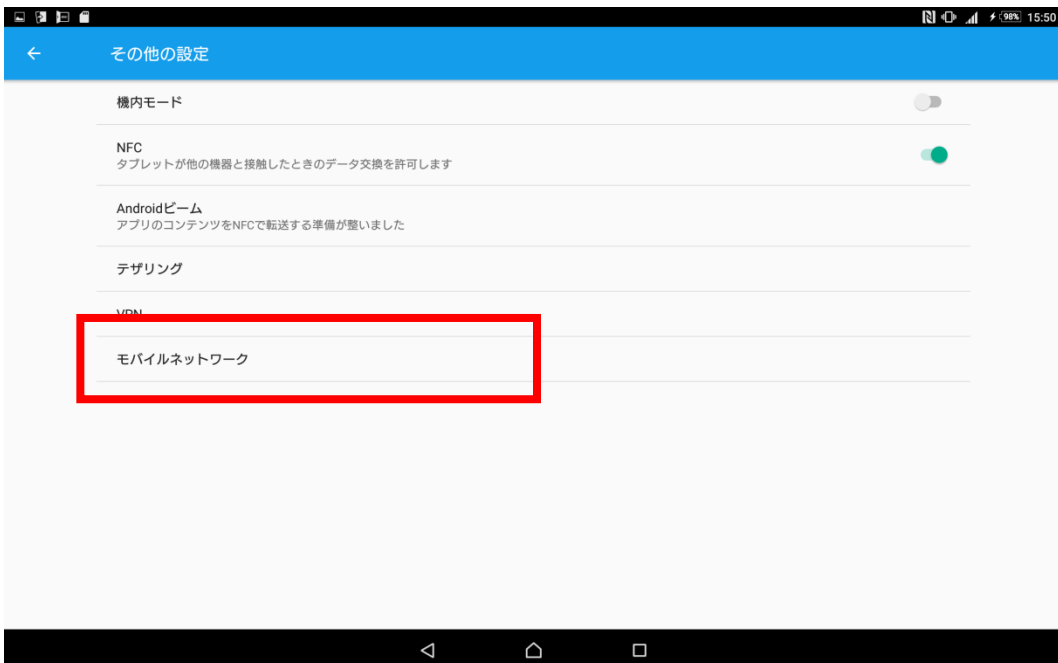 98% 15:50
その他の設定
機内モード
NFC
タブレットが他の機器と接触したときのデータ交換を許可します
Androidビーム
アプリのコンテンツをNFCで転送する準備が整いました
テザリング
VPN
モバイルネットワーク